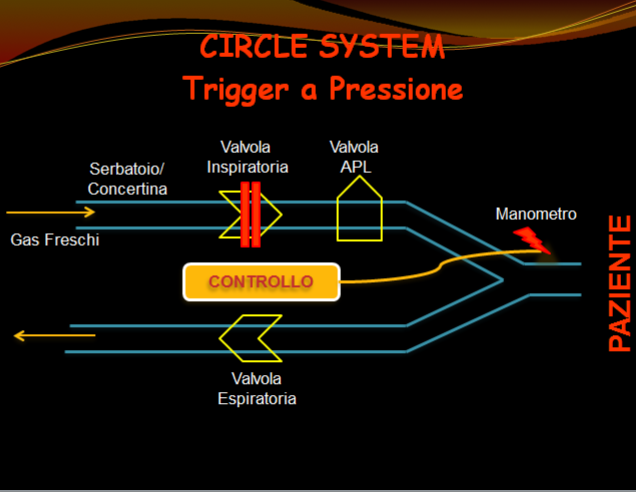 CIRCLE SYSTEM
Trigger a Pressione
Valvola
Inspiratoria
Valvola
APL
Serbatoio/
Concertina
Manometro
Gas Freschi
CONTROLLO
PAZIENTE
Valvola
Espiratoria